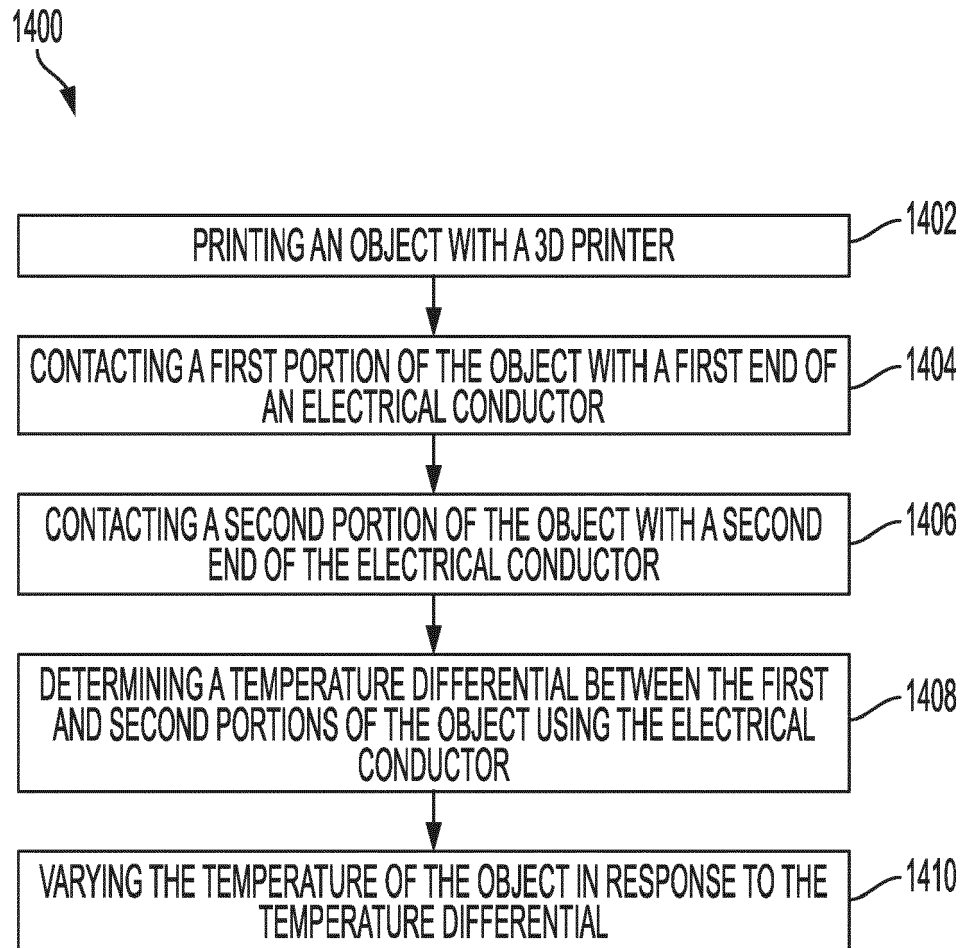 1400
PRINTING AN OBJECT WITH A 3D PRINTER
1402
CONTACTING A FIRST PORTION OF THE OBJECT WITH A FIRST END OF
AN ELECTRICAL CONDUCTOR
1404
CONTACTING A SECOND PORTION OF THE OBJECT WITH A SECOND
END OF THE ELECTRICAL CONDUCTOR
1406
DETERMINING A TEMPERATURE DIFFERENTIAL BETWEEN THE FIRST
AND SECOND PORTIONS OF THE OBJECT USING THE ELECTRICAL
CONDUCTOR
1408
VARYING THE TEMPERATURE OF THE OBJECT IN RESPONSE TO THE
TEMPERATURE DIFFERENTIAL
1410